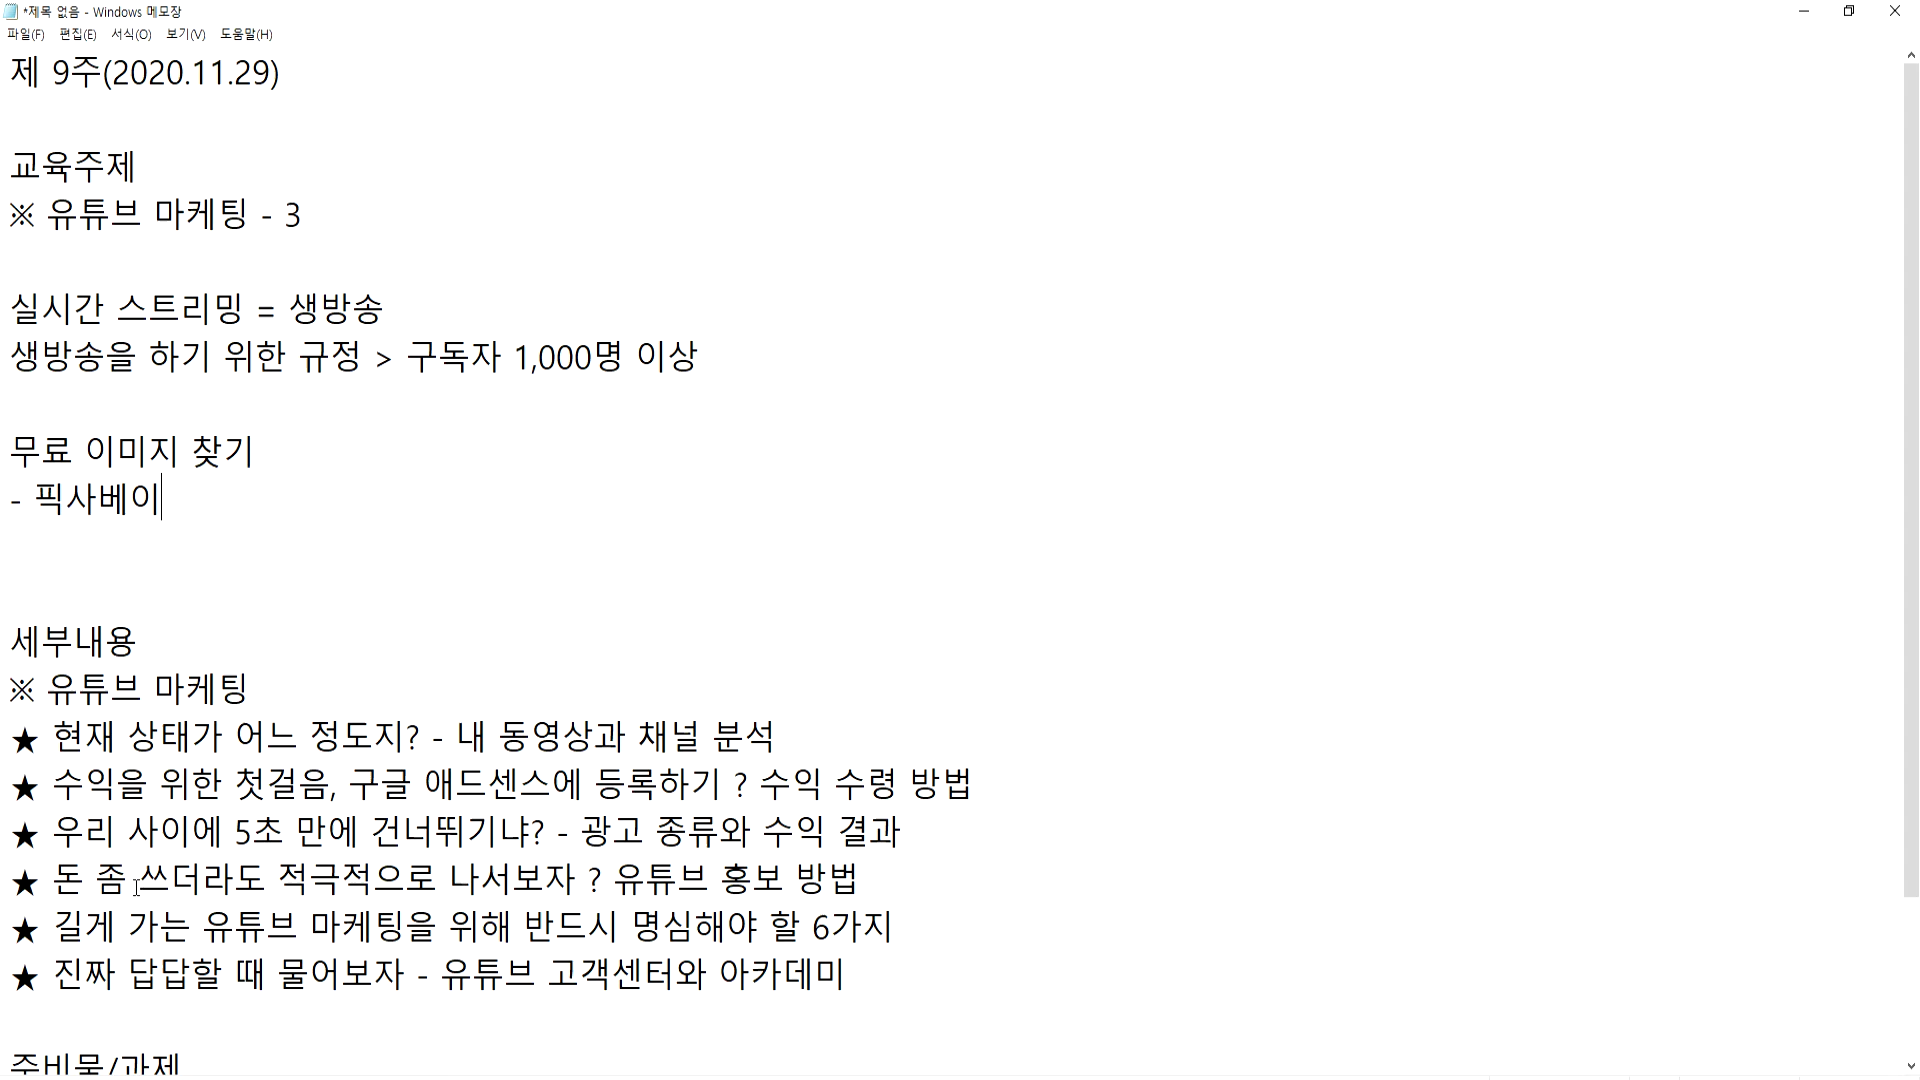 *제목 없음 - Windows 메모장
파일(F) 편집(E) 서식(O) 보기(V) 도움말(H)
제 9주(2020.11.29)
교육주제
※ 유튜브 마케팅 - 3
실시간 스트리밍 = 생방송
생방송을 하기 위한 규정 > 구독자 1,000명 이상
무료 이미지 찾기
- 픽사베이
세부내용
※ 유튜브 마케팅
★ 현재 상태가 어느 정도지? - 내 동영상과 채널 분석
★ 수익을 위한 첫걸음, 구글 애드센스에 등록하기 ? 수익 수령 방법
★ 우리 사이에 5초 만에 건너뛰기냐? - 광고 종류와 수익 결과
★ 돈 좀 쓰더라도 적극적으로 나서보자 ? 유튜브 홍보 방법
★ 길게 가는 유튜브 마케팅을 위해 반드시 명심해야 할 6가지
★ 진짜 답답할 때 물어보자 - 유튜브 고객센터와 아카데미
준비물/과제